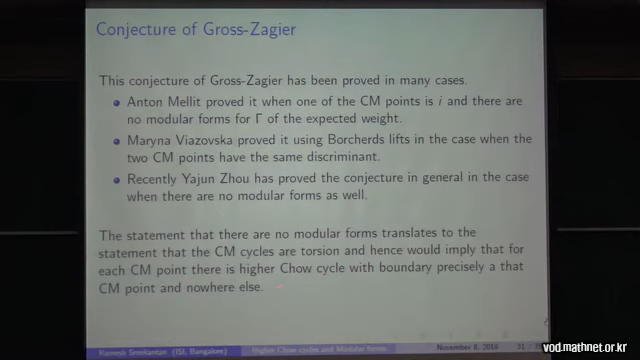 Conjecture of Gross-Zagier
This conjecture of Gross-Zagier has been proved in many cases.
Anton Mellit proved it when one of the CM points is i and there are
no modular forms for Γ of the expected weight.
Maryna Viazovska proved it using Borcherds lifts in the case when the
two CM points have the same discriminant.
Recently Yajun Zhou has proved the conjecture in general in the case
when there are no modular forms as well.
The statement that there are no modular forms translates to the
statement that the CM cycles are torsion and hence would imply that for
each CM point there is higher Chow cycle with boundary precisely a that
CM point and nowhere else.
Ramesh Sreekantan (ISI, Bangalore) Higher Chow cycles and Modular forms November 8, 2016 31 /
vod.mathnet.or.kr